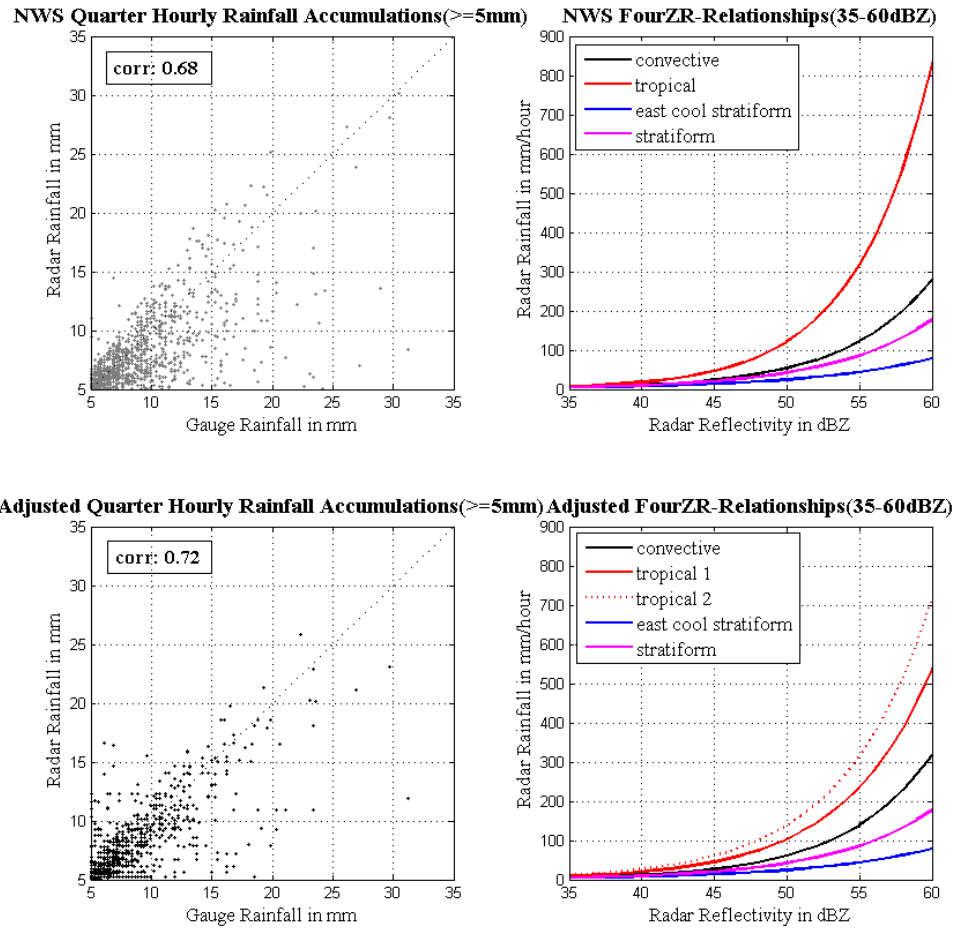 NWS Quarter Hourly Rainfall Accumulations(>=5mm)
corr: 0.68
35
30
25
20
15
10
5
Radar Rainfall in mm
5 10 15 20 25 30 35
Gauge Rainfall in mm
NWS FourZR-Relationships(35-60dBZ)
convective
tropical
east cool stratiform
stratiform
900
800
700
600
500
400
300
200
100
0
Radar Rainfall in mm/hour
35 40 45 50 55 60
Radar Reflectivity in dBZ
Adjusted Quarter Hourly Rainfall Accumulations(>=5mm)
corr: 0.72
35
30
25
20
15
10
5
Radar Rainfall in mm
5 10 15 20 25 30 35
Gauge Rainfall in mm
Adjusted FourZR-Relationships(35-60dBZ)
convective
tropical 1
tropical 2
east cool stratiform
stratiform
900
800
700
600
500
400
300
200
100
0
Radar Rainfall in mm/hour
35 40 45 50 55 60
Radar Reflectivity in dBZ